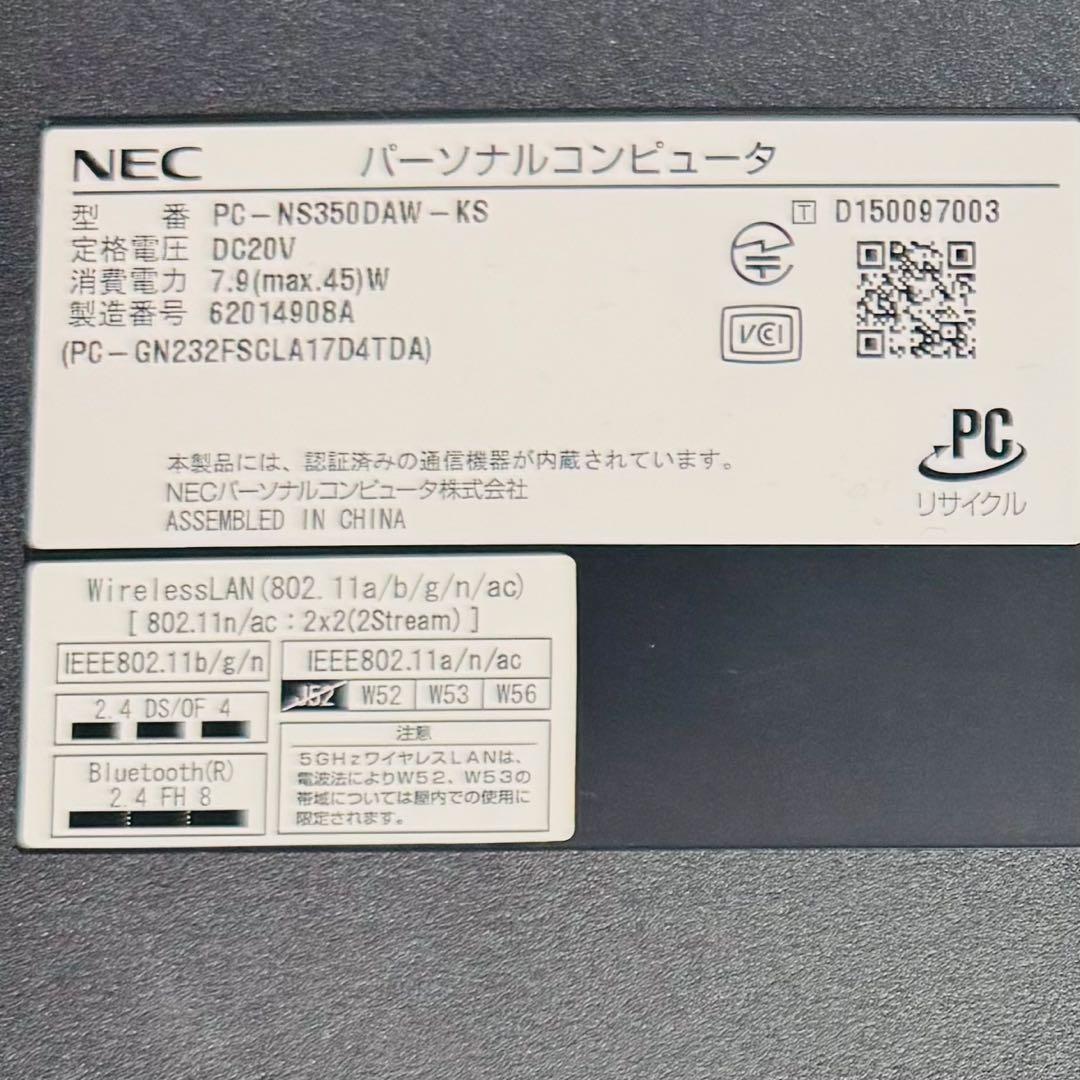 NEC パーソナルコンピュータ
型 番 PC-NS350DAW-KS
T D150097003
定格電圧 DC20V
消費電力 7.9(max.45)W
製造番号 62014908A
(PC-GN232FSCLA17D4TDA)
VCI
PC
リサイクル
本製品には、認証済みの通信機器が内蔵されています。
NECパーソナルコンピュータ株式会社
ASSEMBLED IN CHINA
WirelessLAN(802.11a/b/g/n/ac)
[ 802.11n/ac : 2x2(2Stream) ]
IEEE802.11b/g/n
2.4 DS/OF 4
Bluetooth(R)
2.4 FH 8
IEEE802.11a/n/ac
J52 W52 W53 W56
注意
5GHzワイヤレスLANは、
電波法によりW52、W53の
帯域については屋内での使用に
限定されます。